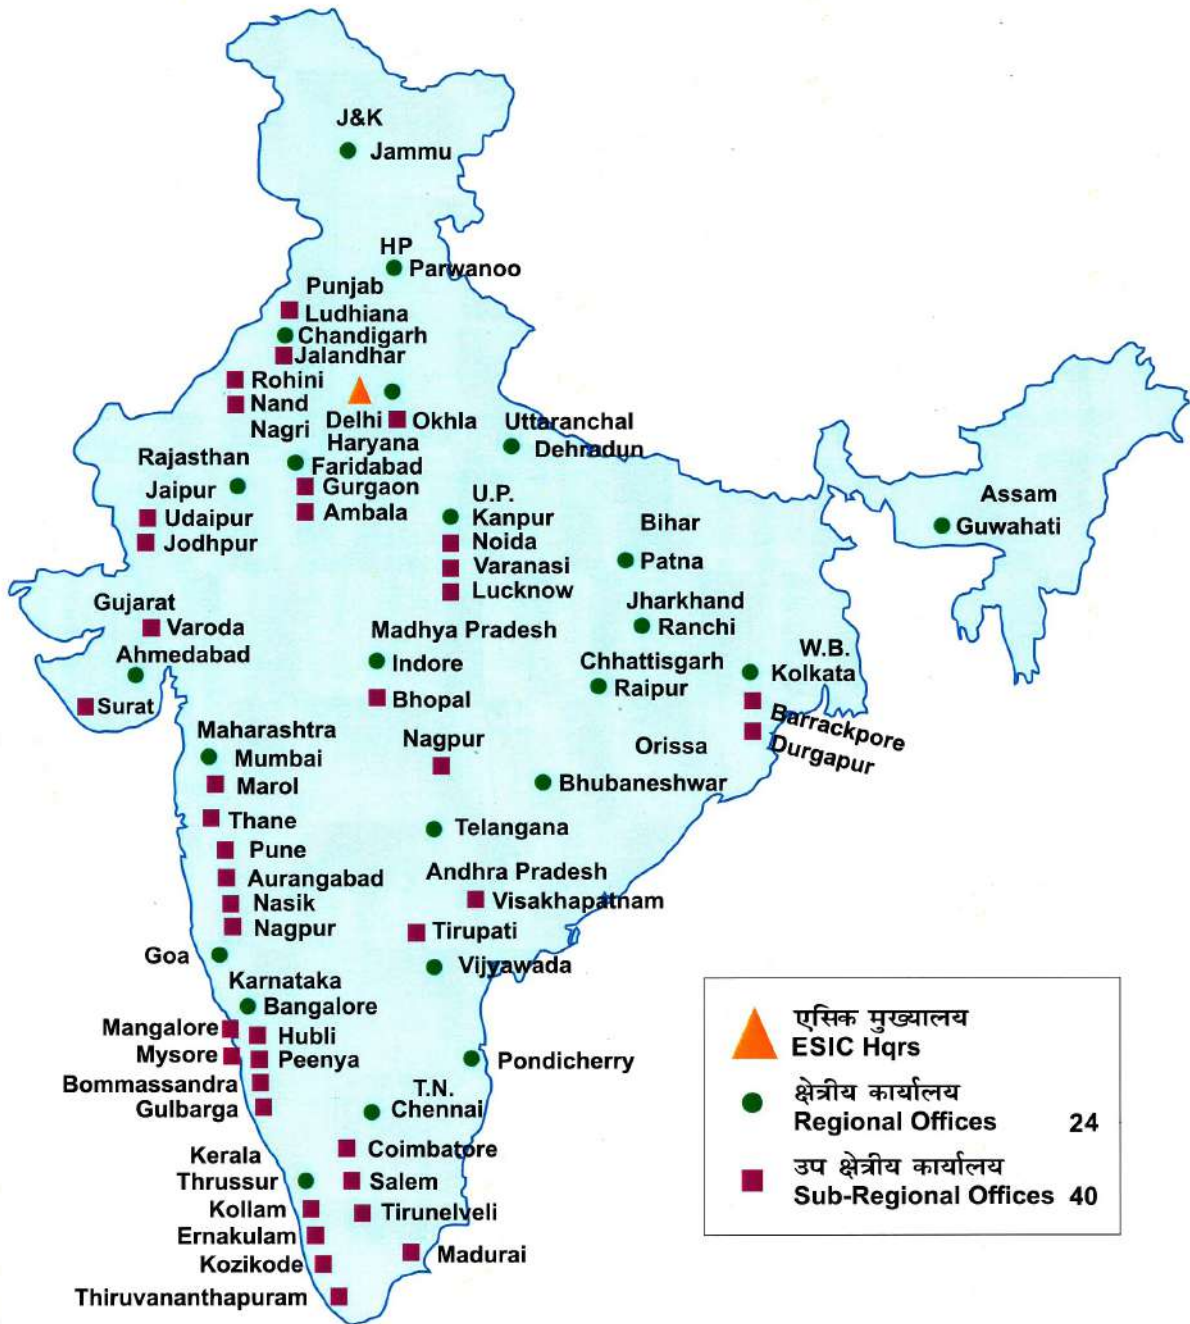 J&K
Jammu
HP
Parwanoo
Punjab
Ludhiana
Chandigarh
Jalandhar
Rohini
Nand
Nagri
Delhi
Okhla
Haryana
Faridabad
Gurgaon
Ambala
Uttaranchal
Dehradun
Rajasthan
Jaipur
Udaipur
Jodhpur
U.P.
Kanpur
Noida
Varanasi
Lucknow
Bihar
Patna
Assam
Guwahati
Jharkhand
Ranchi
Gujarat
Varoda
Ahmedabad
Surat
Madhya Pradesh
Indore
Bhopal
Chhattisgarh
Raipur
W.B.
Kolkata
Barrackpore
Durgapur
Maharashtra
Mumbai
Marol
Thane
Pune
Aurangabad
Nasik
Nagpur
Nagpur
Orissa
Bhubaneshwar
Telangana
Andhra Pradesh
Visakhapatnam
Tirupati
Vijyawada
Goa
Karnataka
Bangalore
Mangalore
Hubli
Mysore
Peenya
Bommassandra
Gulbarga
Pondicherry
T.N.
Chennai
Coimbatore
Salem
Tirunelveli
Madurai
Kerala
Thrussur
Kollam
Ernakulam
Kozikode
Thiruvananthapuram
एसिक मुख्यालय
ESIC Hqrs
क्षेत्रीय कार्यालय
Regional Offices 24
उप क्षेत्रीय कार्यालय
Sub-Regional Offices 40